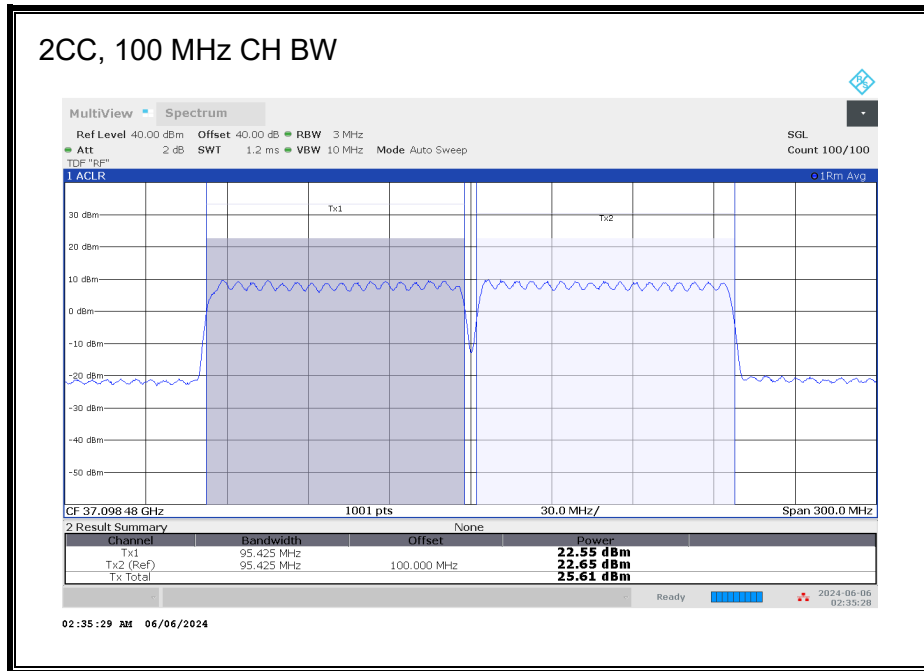 2CC, 100 MHz CH BW
R&S
MultiView Spectrum
Ref Level 40.00 dBm Offset 40.00 dB RBW 3 MHz SGL
Att 2 dB SWT 1.2 ms VBW 10 MHz Mode Auto Sweep Count 100/100
TDF "RF"
1 ACLR 1Rm Avg
Tx1
30 dBm
Tx2
20 dBm
10 dBm
0 dBm
-10 dBm
-20 dBm
-30 dBm
-40 dBm
-50 dBm
CF 37.098 48 GHz 1001 pts 30.0 MHz/ Span 300.0 MHz
2 Result Summary None
Channel Bandwidth Offset Power
Tx1 95.425 MHz 22.55 dBm
Tx2 (Ref) 95.425 MHz 100.000 MHz 22.65 dBm
Tx Total 25.61 dBm
Ready 2024-06-06
02:35:28
02:35:29 AM 06/06/2024